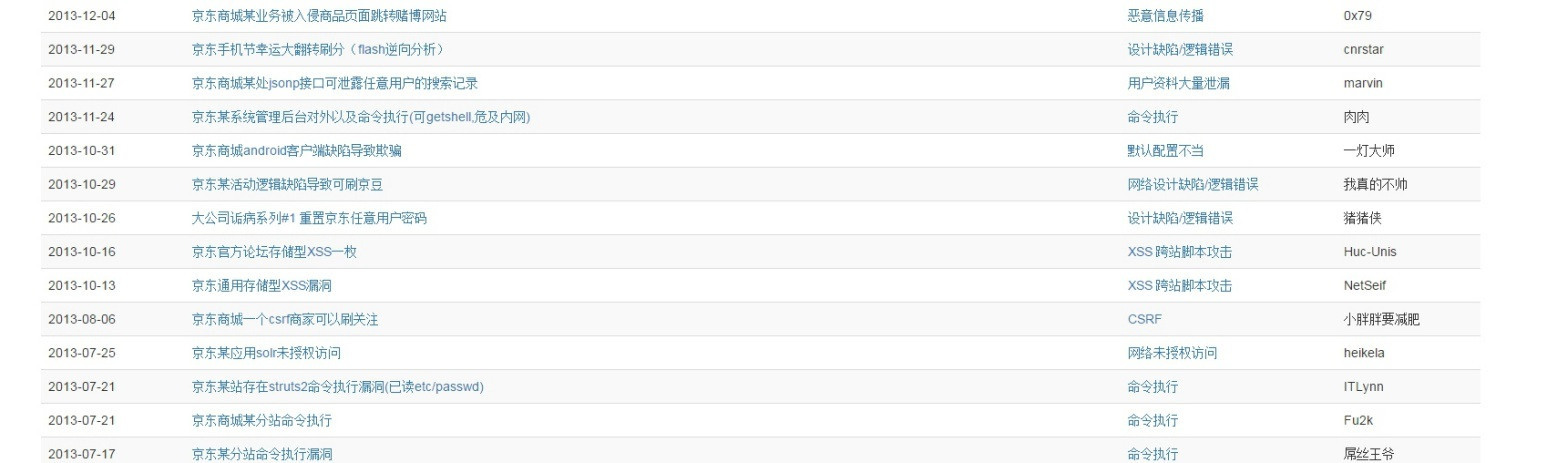 2013-12-04 京东商城某业务被入侵商品页面跳转赌博网站 恶意信息传播 0x79
2013-11-29 京东手机节幸运大翻转刷分（flash逆向分析） 设计缺陷/逻辑错误 cnrstar
2013-11-27 京东商城某处jsonp接口可泄露任意用户的搜索记录 用户资料大量泄漏 marvin
2013-11-24 京东某系统管理后台对外以及命令执行(可getshell,危及内网) 命令执行 肉肉
2013-10-31 京东商城android客户端缺陷导致欺骗 默认配置不当 一灯大师
2013-10-29 京东某活动逻辑缺陷导致可刷京豆 网络设计缺陷/逻辑错误 我真的不帅
2013-10-26 大公司诟病系列#1 重置京东任意用户密码 设计缺陷/逻辑错误 猪猪侠
2013-10-16 京东官方论坛存储型XSS一枚 XSS 跨站脚本攻击 Huc-Unis
2013-10-13 京东通用存储型XSS漏洞 XSS 跨站脚本攻击 NetSeif
2013-08-06 京东商城一个csrf商家可以刷关注 CSRF 小胖胖要减肥
2013-07-25 京东某应用solr未授权访问 网络未授权访问 heikela
2013-07-21 京东某站存在struts2命令执行漏洞(已读etc/passwd) 命令执行 ITLynn
2013-07-21 京东商城某分站命令执行 命令执行 Fu2k
2013-07-17 京东某分站命令执行漏洞 命令执行 屌丝王爷